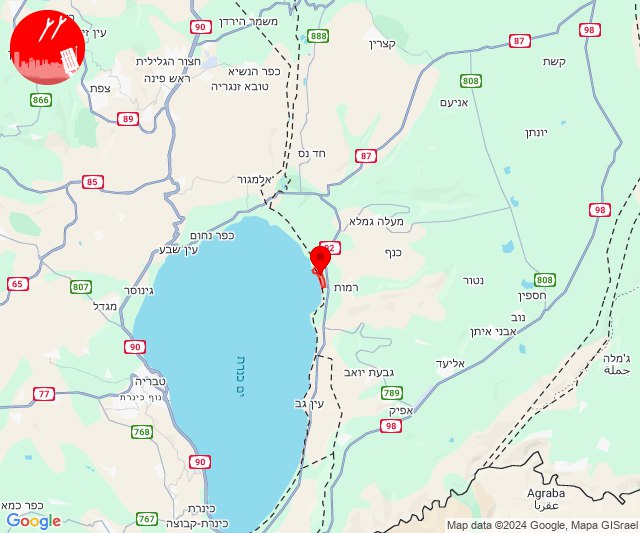 משמר הירדן
90
888
קצרין
87
98
עין זי
קשת
חצור הגלילית
ראש פינה
כפר הנשיא
טובא זנגריה
808
אניעם
צפת
866
89
יונתן
חד נס
87
85
אלמגור
98
מעלה גמלא
כפר נחום
עין שבע
92
כנף
65
807
גינוסר
מגדל
רמות
נטור
808
חספין
נוב
אבני איתן
90
ים כנרת
ג'מלה
جملة
טבריה
אליעד
גבעת יואב
77
נוף כינרת
789
עין גב
אפיק
768
98
90
Agraba
عقربا
כפר כמא
כינרת
כינרת-קבוצה
767
Google
Map data ©2024 Google, Mapa GISrael